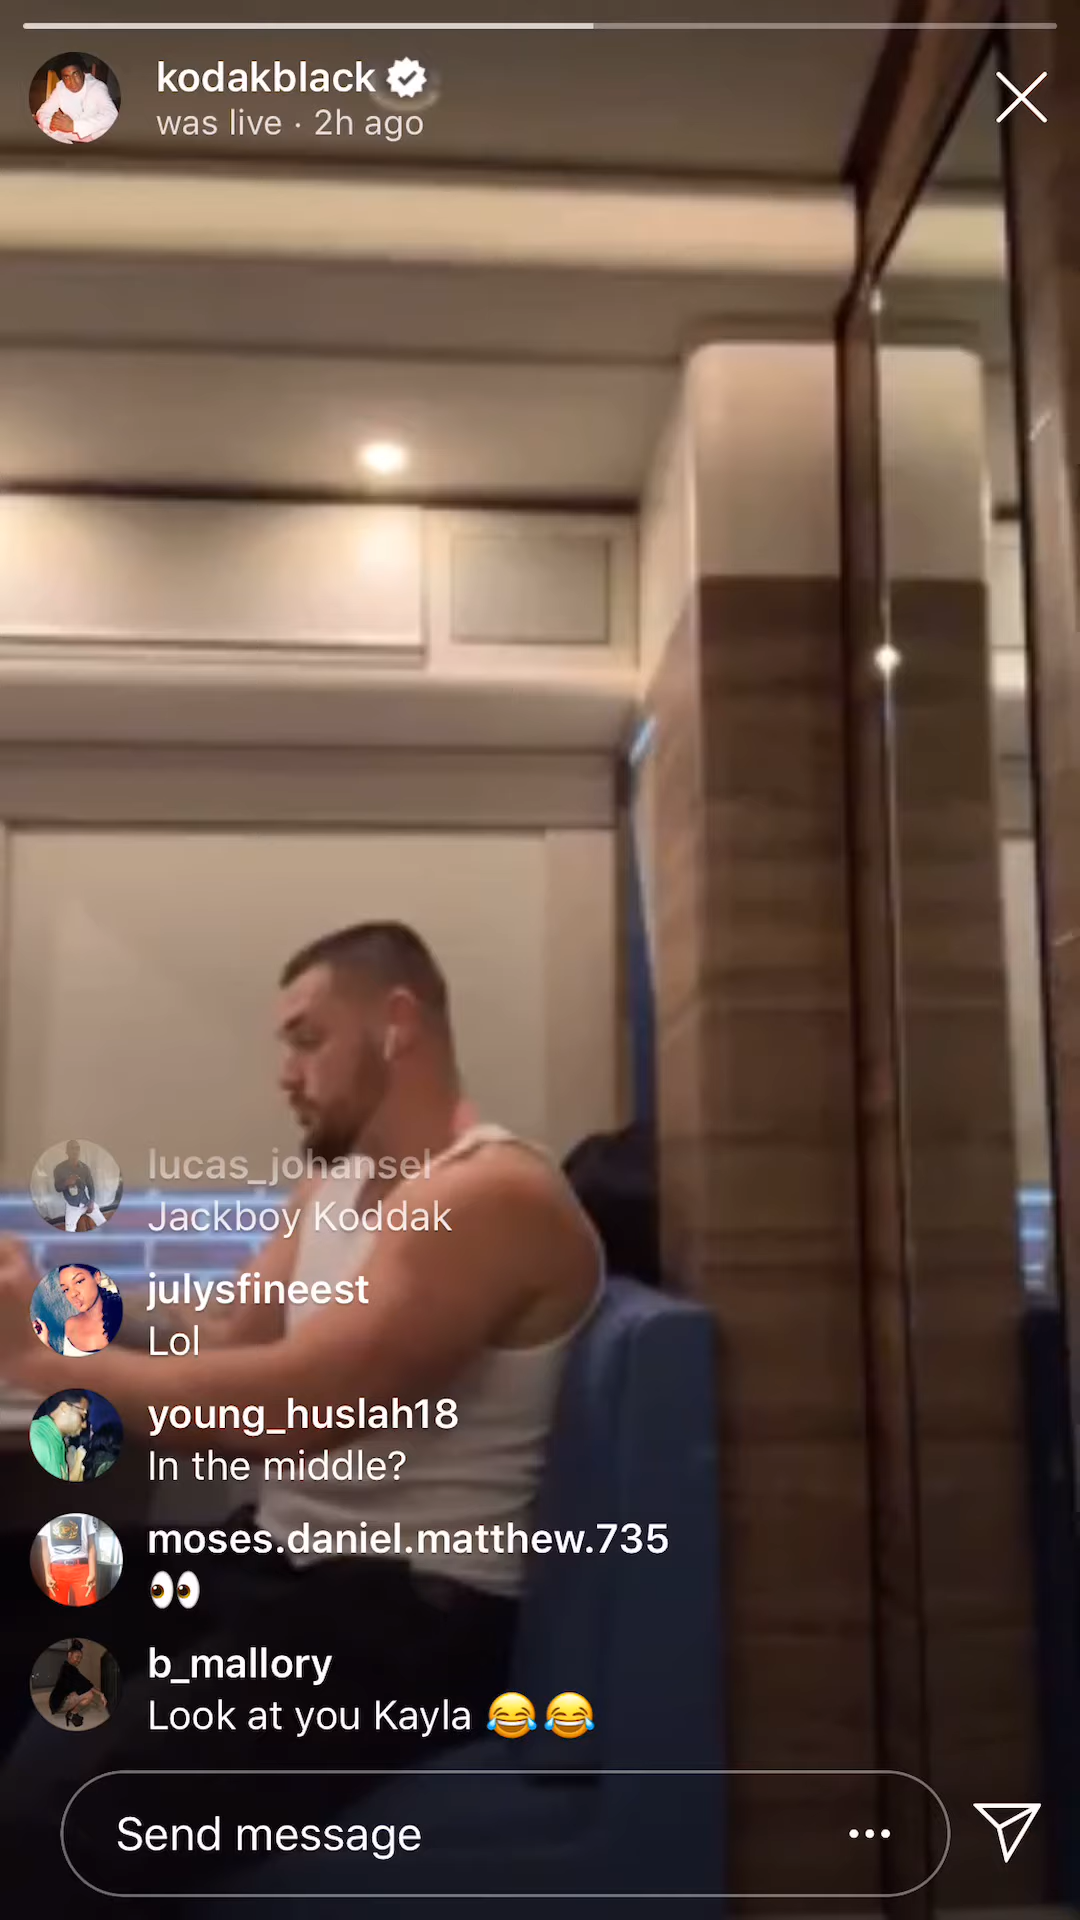 kodakblack
was live · 2h ago
lucas_johansel
Jackboy Koddak
julysfineest
Lol
young_huslah18
In the middle?
moses.daniel.matthew.735
👀
b_mallory
Look at you Kayla 😂😂
Send message